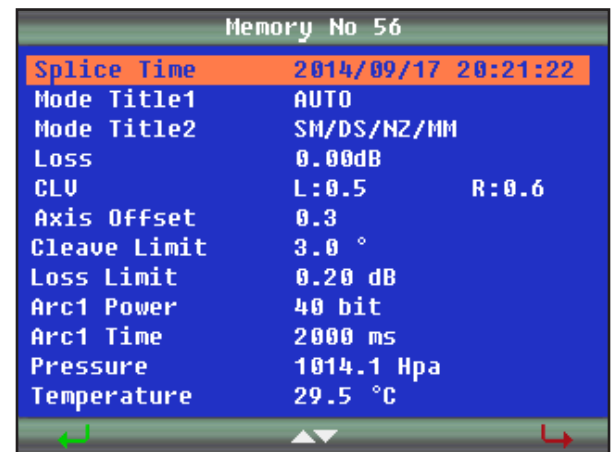 Memory No 56
Splice Time 2014/09/17 20:21:22
Mode Title1 AUTO
Mode Title2 SM/DS/NZ/MM
Loss 0.00dB
CLV L:0.5 R:0.6
Axis Offset 0.3
Cleave Limit 3.0 °
Loss Limit 0.20 dB
Arc1 Power 40 bit
Arc1 Time 2000 ms
Pressure 1014.1 Hpa
Temperature 29.5 °C